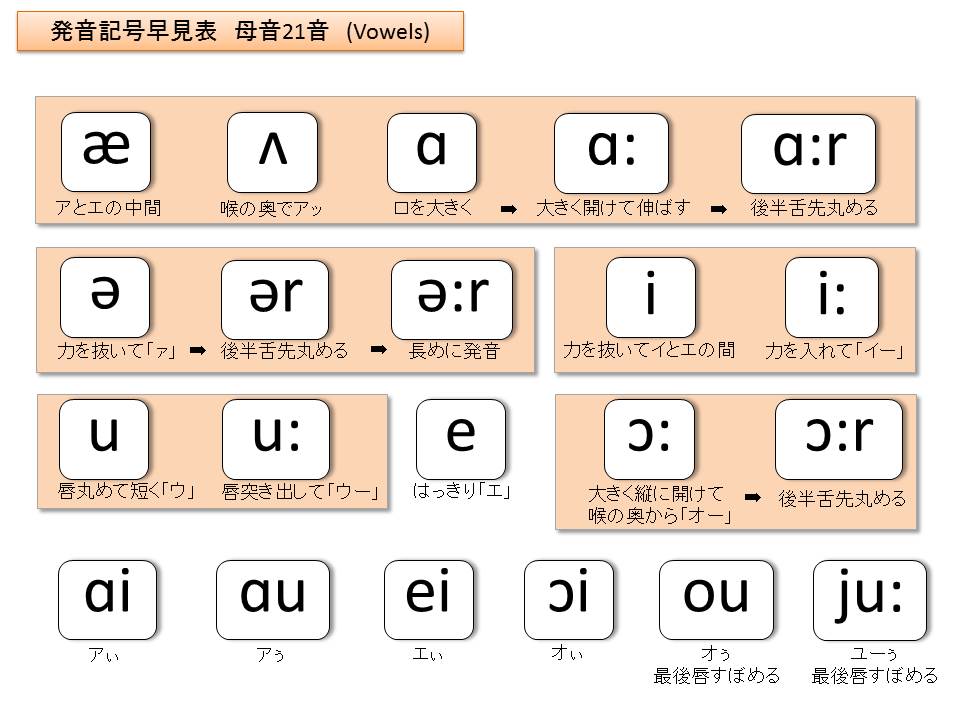 発音記号早見表　母音21音　(Vowels)
æ ʌ ɑ ɑ: ɑ:r
アとエの中間 喉の奥でアッ 口を大きく ➡ 大きく開けて伸ばす ➡ 後半舌先丸める
ə ər ə:r i i:
力を抜いて「ァ」 ➡ 後半舌先丸める ➡ 長めに発音 力を抜いてイとエの間 力を入れて「イー」
u u: e ɔ: ɔ:r
唇丸めて短く「ウ」 唇突き出して「ウー」 はっきり「エ」 大きく縦に開けて ➡ 後半舌先丸める
喉の奥から「オー」
ɑi ɑu ei ɔi ou ju:
アぃ アぅ エぃ オぃ オぅ ユーぅ
最後唇すぼめる 最後唇すぼめる